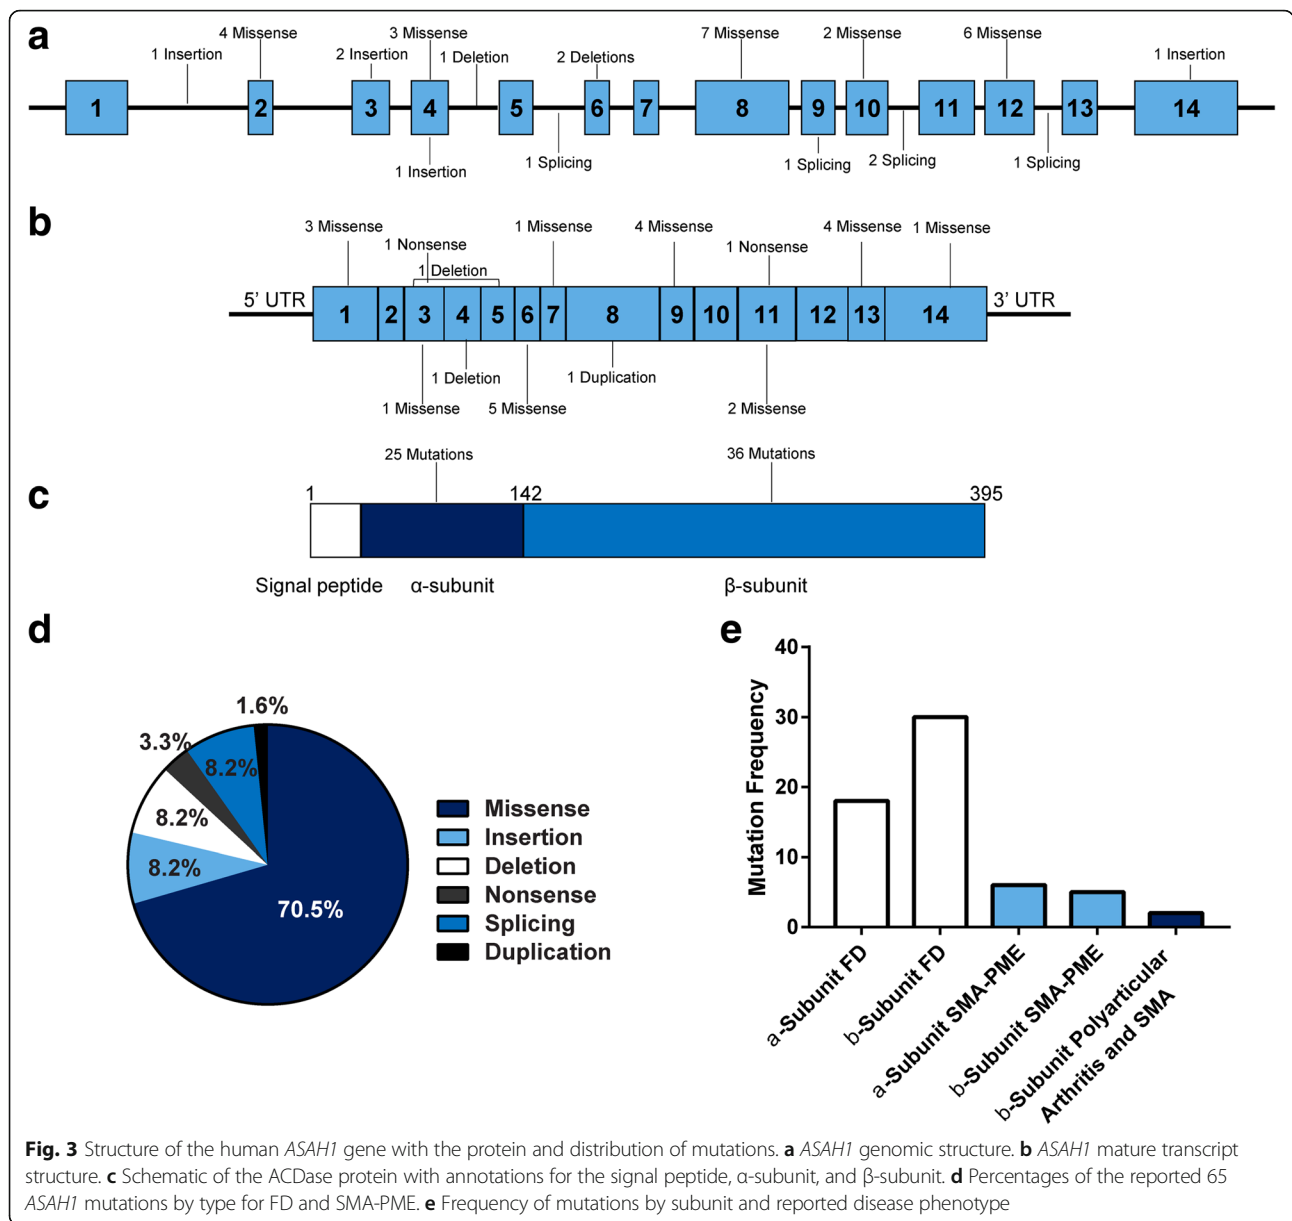 a
4 Missense
3 Missense
7 Missense
2 Missense
6 Missense
1 Insertion
2 Insertion
1 Deletion
2 Deletions
1 Insertion
1 2 3 4 5 6 7 8 9 10 11 12 13 14
1 Insertion
1 Splicing
1 Splicing
2 Splicing
1 Splicing
b
3 Missense
1 Missense
4 Missense
4 Missense
1 Missense
1 Nonsense
1 Nonsense
1 Deletion
5' UTR
3' UTR
1 2 3 4 5 6 7 8 9 10 11 12 13 14
1 Deletion
1 Duplication
1 Missense
5 Missense
2 Missense
c
25 Mutations
36 Mutations
1
142
395
Signal peptide
α-subunit
β-subunit
d
1.6%
3.3%
8.2%
8.2%
8.2%
70.5%
Missense
Insertion
Deletion
Nonsense
Splicing
Duplication
e
Mutation Frequency
40
30
20
10
0
a-Subunit FD
b-Subunit FD
a-Subunit SMA-PME
b-Subunit SMA-PME
b-Subunit Polyarticular
Arthritis and SMA
Fig. 3 Structure of the human ASAH1 gene with the protein and distribution of mutations. a ASAH1 genomic structure. b ASAH1 mature transcript
structure. c Schematic of the ACDase protein with annotations for the signal peptide, α-subunit, and β-subunit. d Percentages of the reported 65
ASAH1 mutations by type for FD and SMA-PME. e Frequency of mutations by subunit and reported disease phenotype